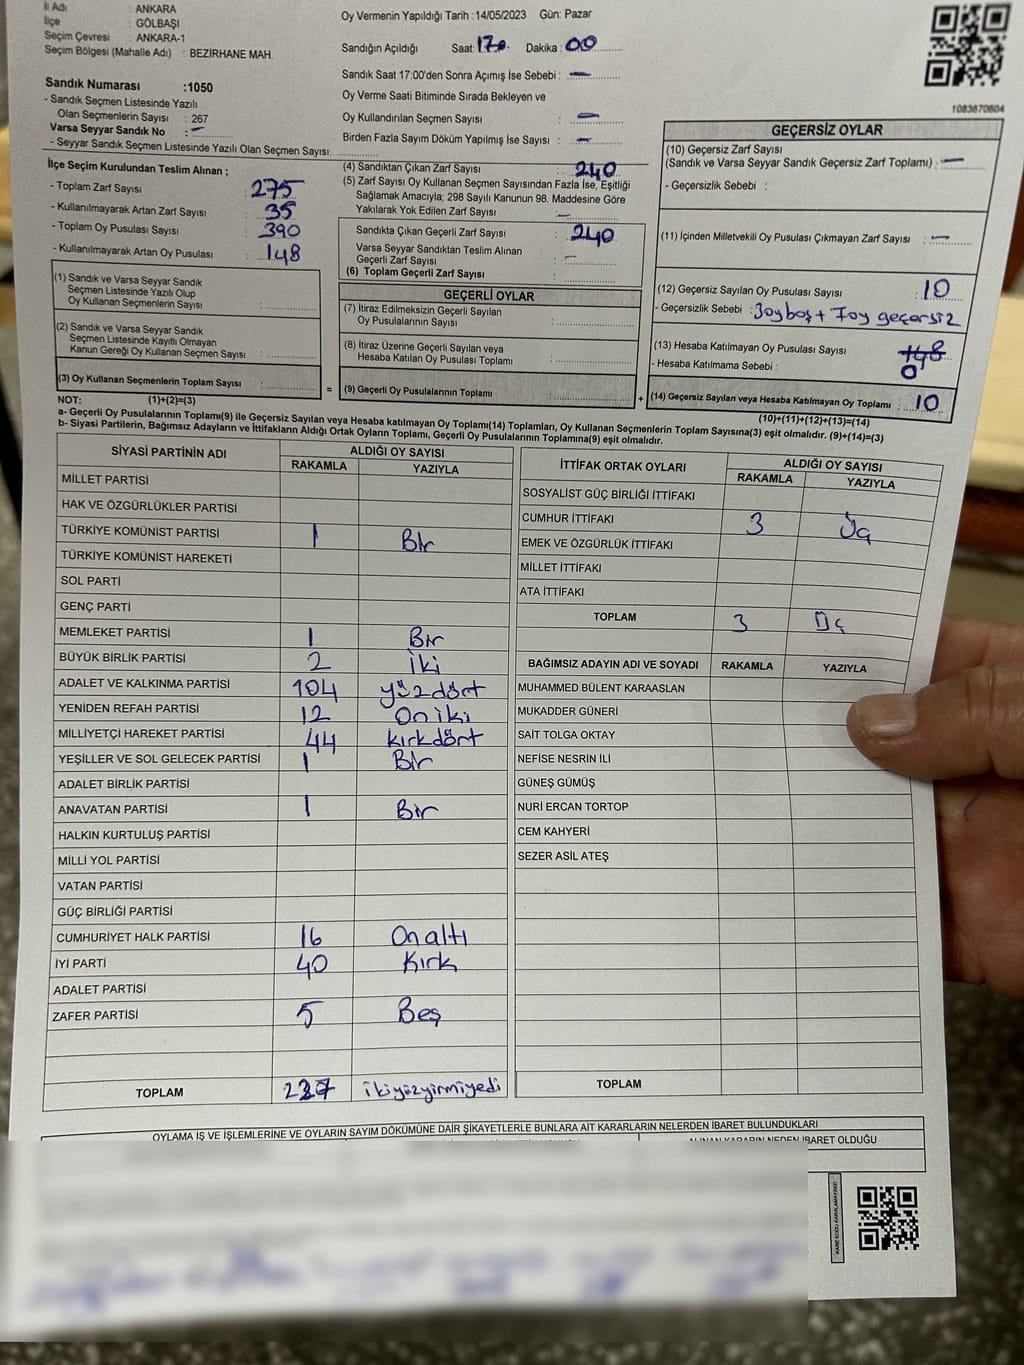 İl Adı : ANKARA
İlçe : GÖLBAŞI
Seçim Çevresi : ANKARA-1
Seçim Bölgesi (Mahalle Adı) : BEZİRHANE MAH.
Sandık Numarası :1050
- Sandık Seçmen Listesinde Yazılı
Olan Seçmenlerin Sayısı : 267
Varsa Seyyar Sandık No : –
- Seyyar Sandık Seçmen Listesinde Yazılı Olan Seçmen Sayısı:
İlçe Seçim Kurulundan Teslim Alınan ;
- Toplam Zarf Sayısı : 275
- Kullanılmayarak Artan Zarf Sayısı : 35
- Toplam Oy Pusulası Sayısı : 390
- Kullanılmayarak Artan Oy Pusulası : 148
(1) Sandık ve Varsa Seyyar Sandık
Seçmen Listesinde Yazılı Olup
Oy Kullanan Seçmenlerin Sayısı :
(2) Sandık ve Varsa Seyyar Sandık
Seçmen Listesinde Kayıtlı Olmayan
Kanun Gereği Oy Kullanan Seçmen Sayısı :
(3) Oy Kullanan Seçmenlerin Toplam Sayısı :
Oy Vermenin Yapıldığı Tarih :14/05/2023 Gün: Pazar
Sandığın Açıldığı Saat: 17 Dakika : 00
Sandık Saat 17:00'den Sonra Açımış İse Sebebi : –
Oy Verme Saati Bitiminde Sırada Bekleyen ve
Oy Kullandırılan Seçmen Sayısı : –
Birden Fazla Sayım Döküm Yapılmış İse Sayısı : –
(4) Sandıktan Çıkan Zarf Sayısı : 240
(5) Zarf Sayısı Oy Kullanan Seçmen Sayısından Fazla İse, Eşitliği
Sağlamak Amacıyla; 298 Sayılı Kanunun 98. Maddesine Göre
Yakılarak Yok Edilen Zarf Sayısı : –
Sandıkta Çıkan Geçerli Zarf Sayısı : 240
Varsa Seyyar Sandıktan Teslim Alınan
Geçerli Zarf Sayısı : –
(6) Toplam Geçerli Zarf Sayısı :
GEÇERLİ OYLAR
(7) İtiraz Edilmeksizin Geçerli Sayılan
Oy Pusulalarının Sayısı :
(8) İtiraz Üzerine Geçerli Sayılan veya
Hesaba Katılan Oy Pusulası Toplamı :
= (9) Geçerli Oy Pusulalarının Toplamı : +
1083870604
GEÇERSİZ OYLAR
(10) Geçersiz Zarf Sayısı
(Sandık ve Varsa Seyyar Sandık Geçersiz Zarf Toplamı) : –
- Geçersizlik Sebebi :
(11) İçinden Milletvekili Oy Pusulası Çıkmayan Zarf Sayısı : –
(12) Geçersiz Sayılan Oy Pusulası Sayısı : 10
- Geçersizlik Sebebi : 3oy boş + 7oy geçersiz
(13) Hesaba Katılmayan Oy Pusulası Sayısı : 148
- Hesaba Katılmama Sebebi : 0
(14) Geçersiz Sayılan veya Hesaba Katılmayan Oy Toplamı : 10
NOT: (1)+(2)=(3) (10)+(11)+(12)+(13)=(14)
a- Geçerli Oy Pusulalarının Toplamı(9) ile Geçersiz Sayılan veya Hesaba katılmayan Oy Toplamı(14) Toplamları, Oy Kullanan Seçmenlerin Toplam Sayısına(3) eşit olmalıdır. (9)+(14)=(3)
b- Siyasi Partilerin, Bağımsız Adayların ve İttifakların Aldığı Ortak Oyların Toplamı, Geçerli Oy Pusulalarının Toplamına(9) eşit olmalıdır.
SİYASİ PARTİNİN ADI ALDIĞI OY SAYISI
RAKAMLA YAZIYLA
MİLLET PARTİSİ
HAK VE ÖZGÜRLÜKLER PARTİSİ
TÜRKİYE KOMÜNİST PARTİSİ 1 Bir
TÜRKİYE KOMÜNİST HAREKETİ
SOL PARTİ
GENÇ PARTİ
MEMLEKET PARTİSİ 1 Bir
BÜYÜK BİRLİK PARTİSİ 2 İki
ADALET VE KALKINMA PARTİSİ 104 yüzdört
YENİDEN REFAH PARTİSİ 12 Oniki
MİLLİYETÇİ HAREKET PARTİSİ 44 kırkdört
YEŞİLLER VE SOL GELECEK PARTİSİ 1 Bir
ADALET BİRLİK PARTİSİ
ANAVATAN PARTİSİ 1 Bir
HALKIN KURTULUŞ PARTİSİ
MİLLİ YOL PARTİSİ
VATAN PARTİSİ
GÜÇ BİRLİĞİ PARTİSİ
CUMHURİYET HALK PARTİSİ 16 Onaltı
İYİ PARTİ 40 Kırk
ADALET PARTİSİ
ZAFER PARTİSİ 5 Beş
TOPLAM 227 ikiyüzyirmiyedi
İTTİFAK ORTAK OYLARI ALDIĞI OY SAYISI
RAKAMLA YAZIYLA
SOSYALİST GÜÇ BİRLİĞİ İTTİFAKI
CUMHUR İTTİFAKI 3 Üç
EMEK VE ÖZGÜRLÜK İTTİFAKI
MİLLET İTTİFAKI
ATA İTTİFAKI
TOPLAM 3 Üç
BAĞIMSIZ ADAYIN ADI VE SOYADI RAKAMLA YAZIYLA
MUHAMMED BÜLENT KARAASLAN
MUKADDER GÜNERİ
SAİT TOLGA OKTAY
NEFİSE NESRİN İLİ
GÜNEŞ GÜMÜŞ
NURİ ERCAN TORTOP
CEM KAHYERİ
SEZER ASİL ATEŞ
TOPLAM
OYLAMA İŞ VE İŞLEMLERİNE VE OYLARIN SAYIM DÖKÜMÜNE DAİR ŞİKAYETLERLE BUNLARA AİT KARARLARIN NELERDEN İBARET BULUNDUKLARI
ALINAN KARARIN NEDEN İBARET OLDUĞU
KARE KODU KARALAMAYINIZ!